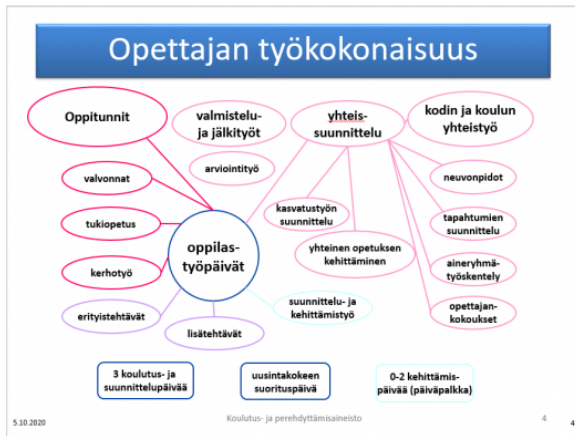 Opettajan työkokonaisuus
Oppitunnit
valmistelu-
ja jälkityöt
yhteis-
suunnittelu
kodin ja koulun
yhteistyö
arviointityö
valvonnat
neuvonpidot
kasvatustyön
suunnittelu
tapahtumien
suunnittelu
tukiopetus
oppilas-
työpäivät
yhteinen opetuksen
kehittäminen
aineryhmä-
työskentely
kerhotyö
suunnittelu- ja
kehittämistyö
opettajan-
kokoukset
erityistehtävät
lisätehtävät
3 koulutus- ja
suunnittelupäivää
uusintakokeen
suorituspäivä
0-2 kehittämis-
päivää (päiväpalkka)
5.10.2020
Koulutus- ja perehdyttämisaineisto
4
4